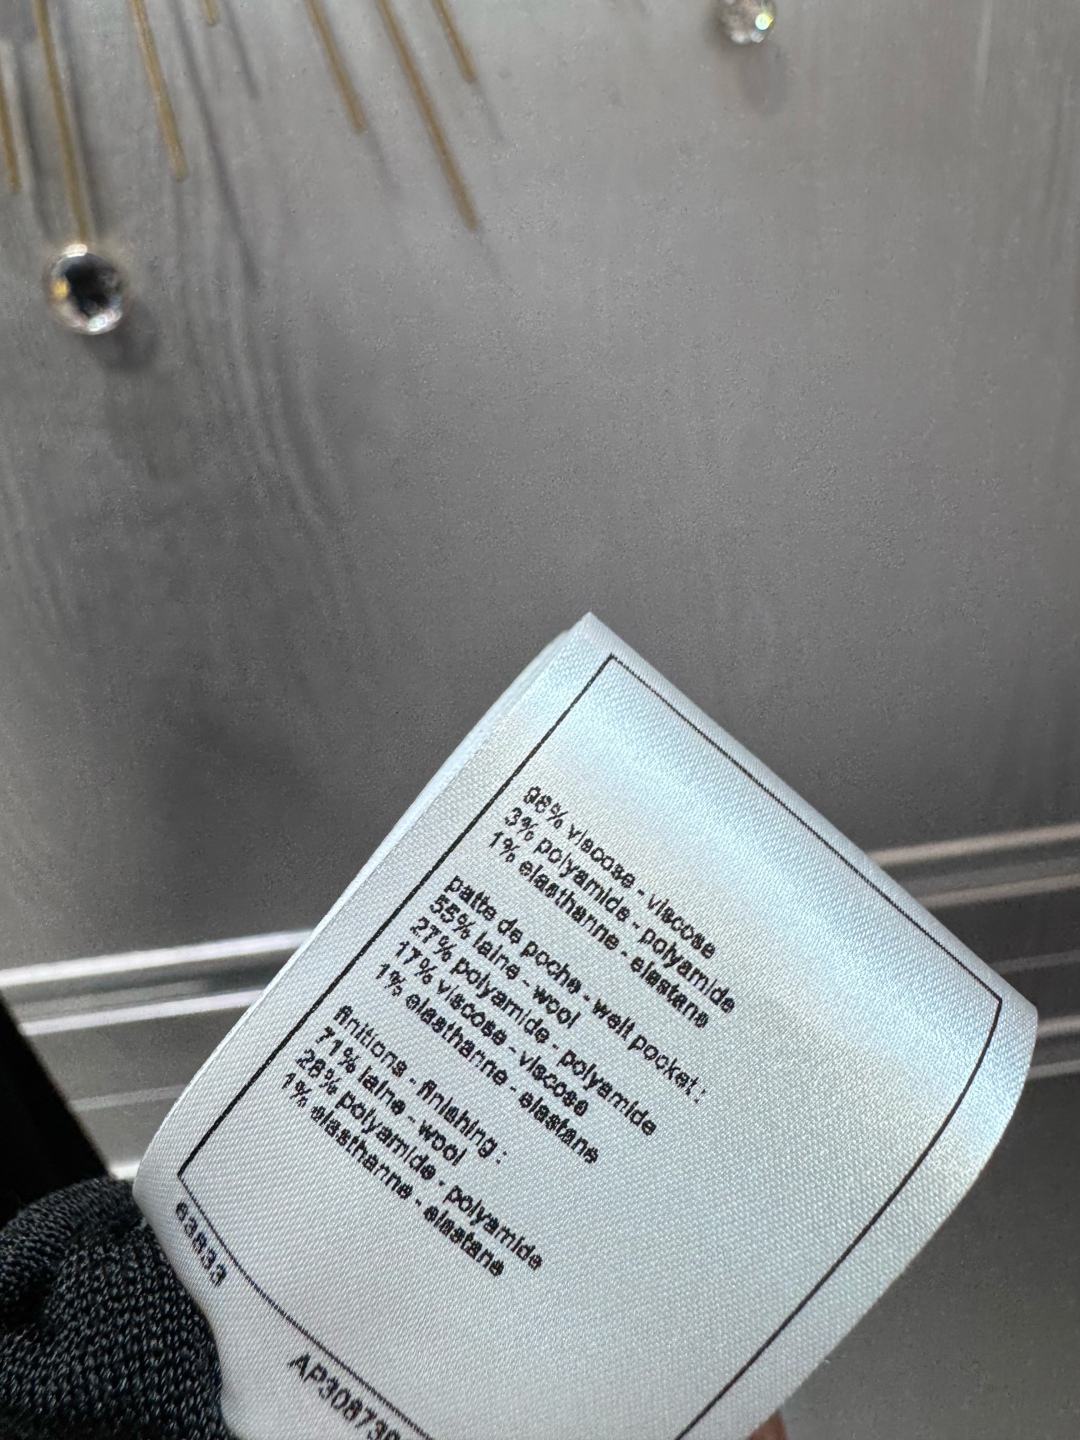 96% viscose - viscose
3% polyamide - polyamide
1% elasthanne - elastane
patte de poche - welt pocket :
55% laine - wool
27% polyamide - polyamide
17% viscose - viscose
1% elasthanne - elastane
finitions - finishing :
71% laine - wool
28% polyamide - polyamide
1% elasthanne - elastane